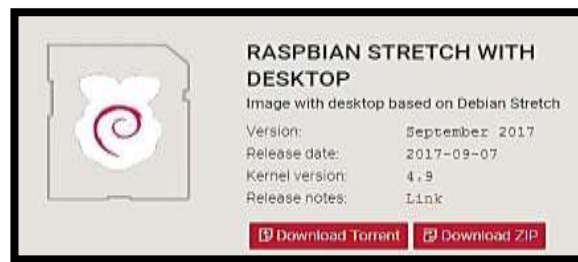 RASPBIAN STRETCH WITH
DESKTOP
Image with desktop based on Debian Stretch
Version: September 2017
Release date: 2017-09-07
Kernel version: 4.9
Release notes: Link
Download Torrent Download ZIP